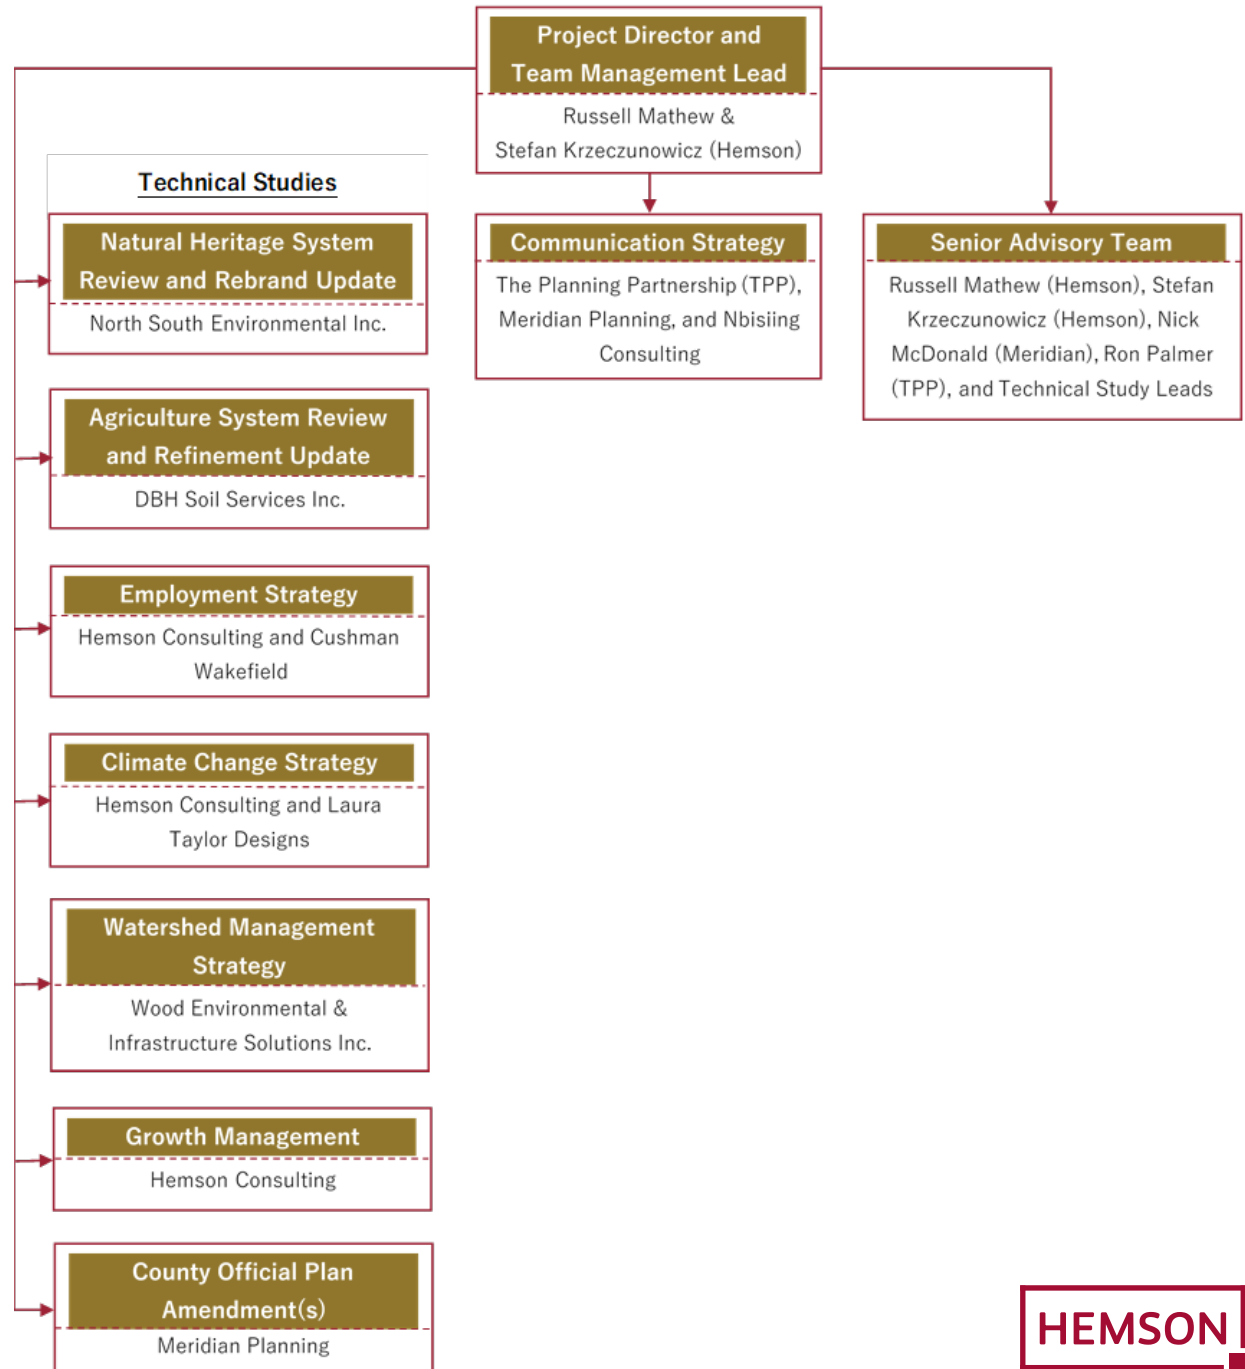 Project Director and
Team Management Lead
Russell Mathew &
Stefan Krzeczunowicz (Hemson)
Technical Studies
Natural Heritage System
Review and Rebrand Update
North South Environmental Inc.
Agriculture System Review
and Refinement Update
DBH Soil Services Inc.
Employment Strategy
Hemson Consulting and Cushman
Wakefield
Climate Change Strategy
Hemson Consulting and Laura
Taylor Designs
Watershed Management
Strategy
Wood Environmental &
Infrastructure Solutions Inc.
Growth Management
Hemson Consulting
County Official Plan
Amendment(s)
Meridian Planning
Communication Strategy
The Planning Partnership (TPP),
Meridian Planning, and Nbisiing
Consulting
Senior Advisory Team
Russell Mathew (Hemson), Stefan
Krzeczunowicz (Hemson), Nick
McDonald (Meridian), Ron Palmer
(TPP), and Technical Study Leads
HEMSON